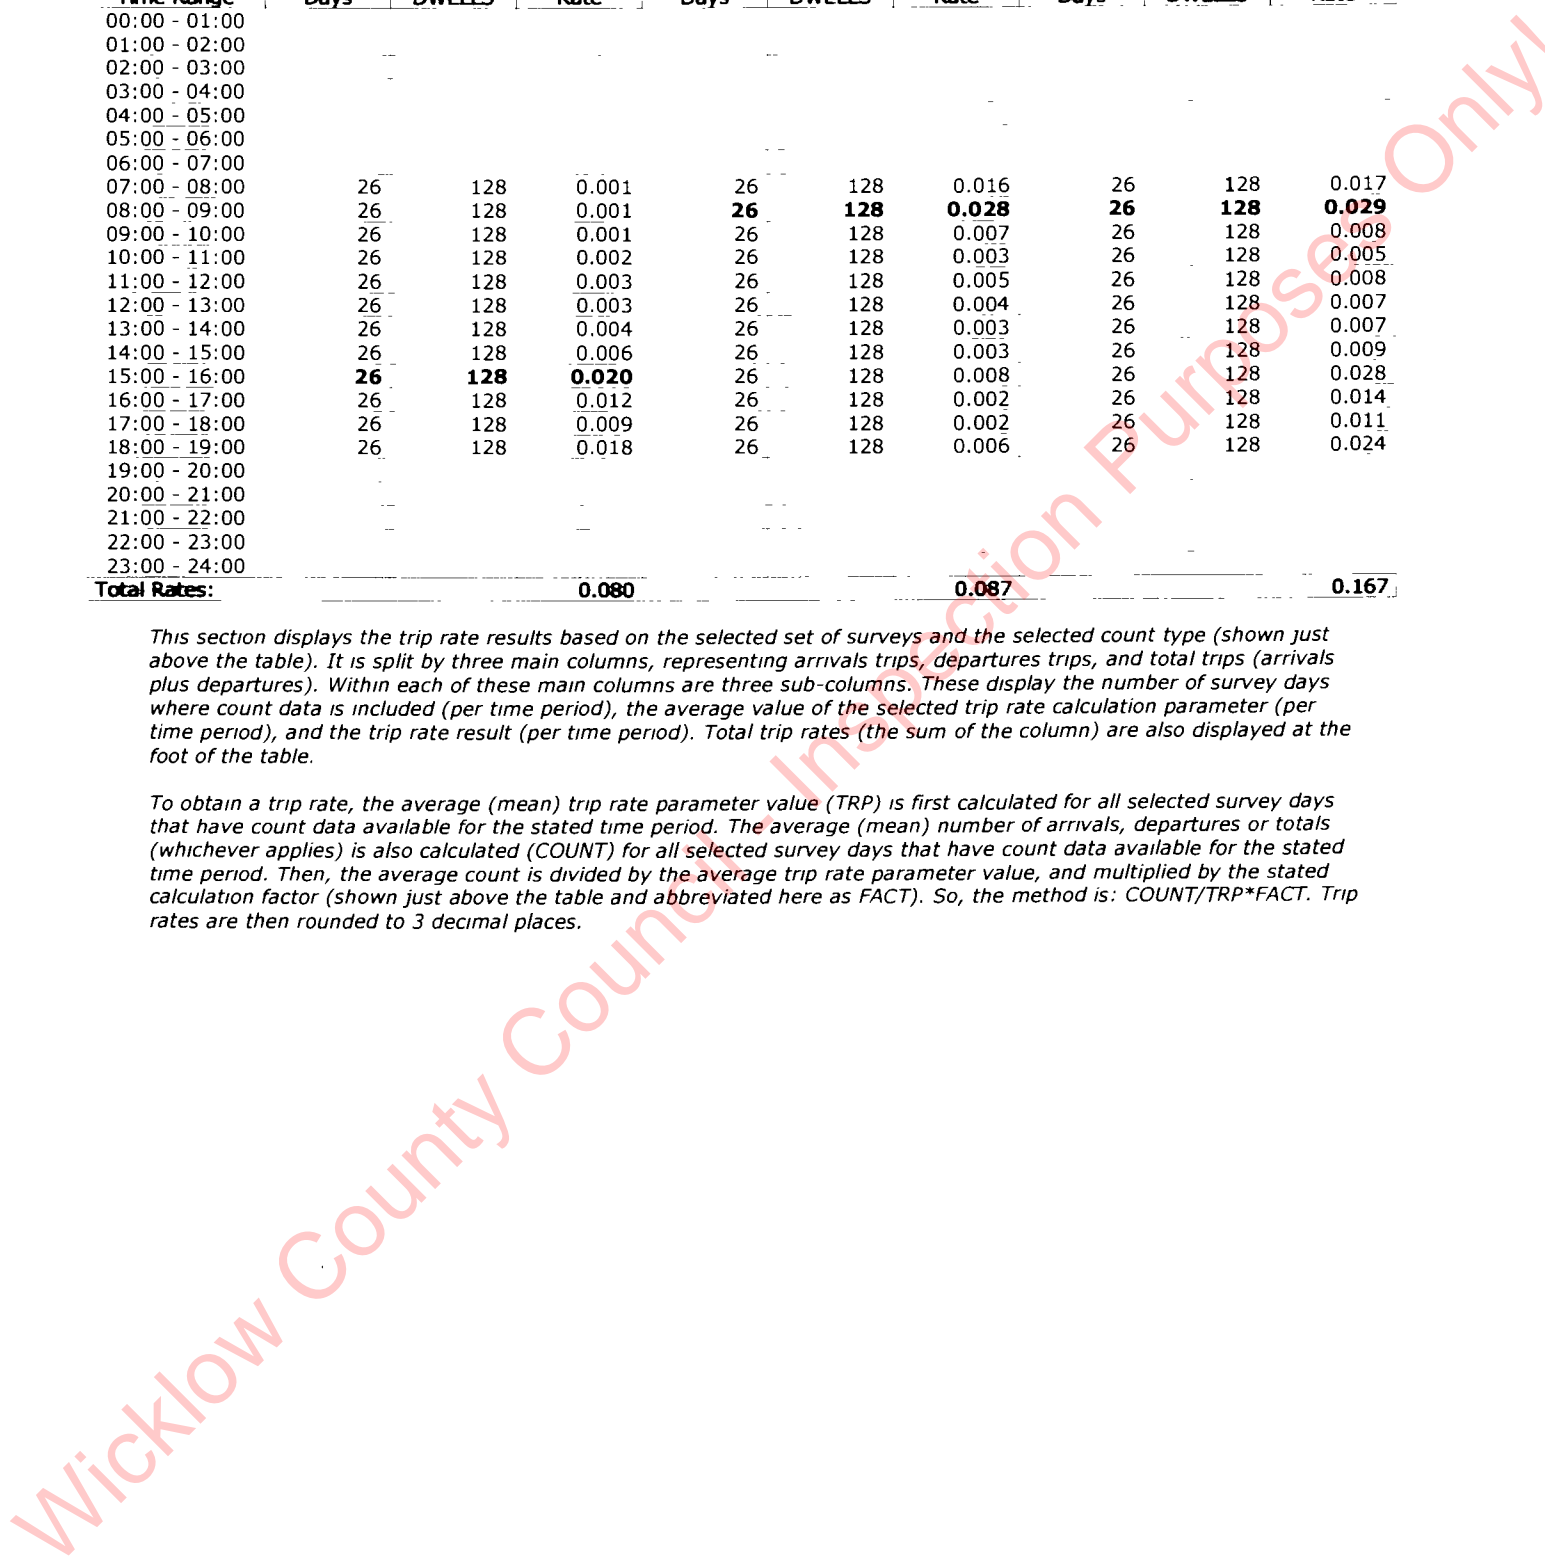 Time Range Days DWELLS Rate Days DWELLS Rate Days
00:00 - 01:00
01:00 - 02:00
02:00 - 03:00
03:00 - 04:00
04:00 - 05:00
05:00 - 06:00
06:00 - 07:00
07:00 - 08:00 26 128 0.001 26 128 0.016 26 128 0.017
08:00 - 09:00 26 128 0.001 26 128 0.028 26 128 0.029
09:00 - 10:00 26 128 0.001 26 128 0.007 26 128 0.008
10:00 - 11:00 26 128 0.002 26 128 0.003 26 128 0.005
11:00 - 12:00 26 128 0.003 26 128 0.005 26 128 0.008
12:00 - 13:00 26 128 0.003 26 128 0.004 26 128 0.007
13:00 - 14:00 26 128 0.004 26 128 0.003 26 128 0.007
14:00 - 15:00 26 128 0.006 26 128 0.003 26 128 0.009
15:00 - 16:00 26 128 0.020 26 128 0.008 26 128 0.028
16:00 - 17:00 26 128 0.012 26 128 0.002 26 128 0.014
17:00 - 18:00 26 128 0.009 26 128 0.002 26 128 0.011
18:00 - 19:00 26 128 0.018 26 128 0.006 26 128 0.024
19:00 - 20:00
20:00 - 21:00
21:00 - 22:00
22:00 - 23:00
23:00 - 24:00
Total Rates: 0.080 0.087 0.167
This section displays the trip rate results based on the selected set of surveys and the selected count type (shown just
above the table). It is split by three main columns, representing arrivals trips, departures trips, and total trips (arrivals
plus departures). Within each of these main columns are three sub-columns. These display the number of survey days
where count data is included (per time period), the average value of the selected trip rate calculation parameter (per
time period), and the trip rate result (per time period). Total trip rates (the sum of the column) are also displayed at the
foot of the table.
To obtain a trip rate, the average (mean) trip rate parameter value (TRP) is first calculated for all selected survey days
that have count data available for the stated time period. The average (mean) number of arrivals, departures or totals
(whichever applies) is also calculated (COUNT) for all selected survey days that have count data available for the stated
time period. Then, the average count is divided by the average trip rate parameter value, and multiplied by the stated
calculation factor (shown just above the table and abbreviated here as FACT). So, the method is: COUNT/TRP*FACT. Trip
rates are then rounded to 3 decimal places.
Wicklow County Council - Inspection Purposes Only!